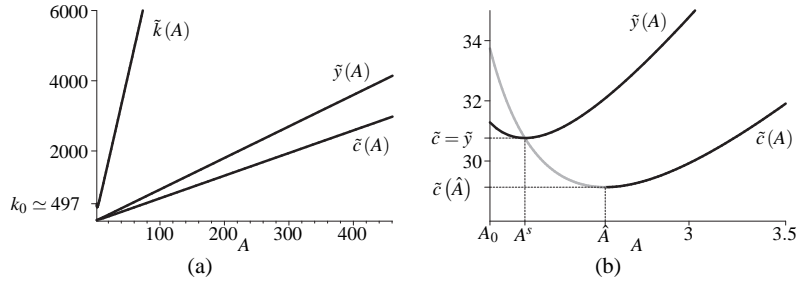 6000
k̃(A)
4000
ỹ(A)
2000
c̃(A)
k₀ ≃ 497
100
200
300
400
A
(a)
34
ỹ(A)
32
c̃ = ỹ
c̃(A)
30
c̃(Â)
A₀
Aˢ
Â
A
3
3.5
(b)